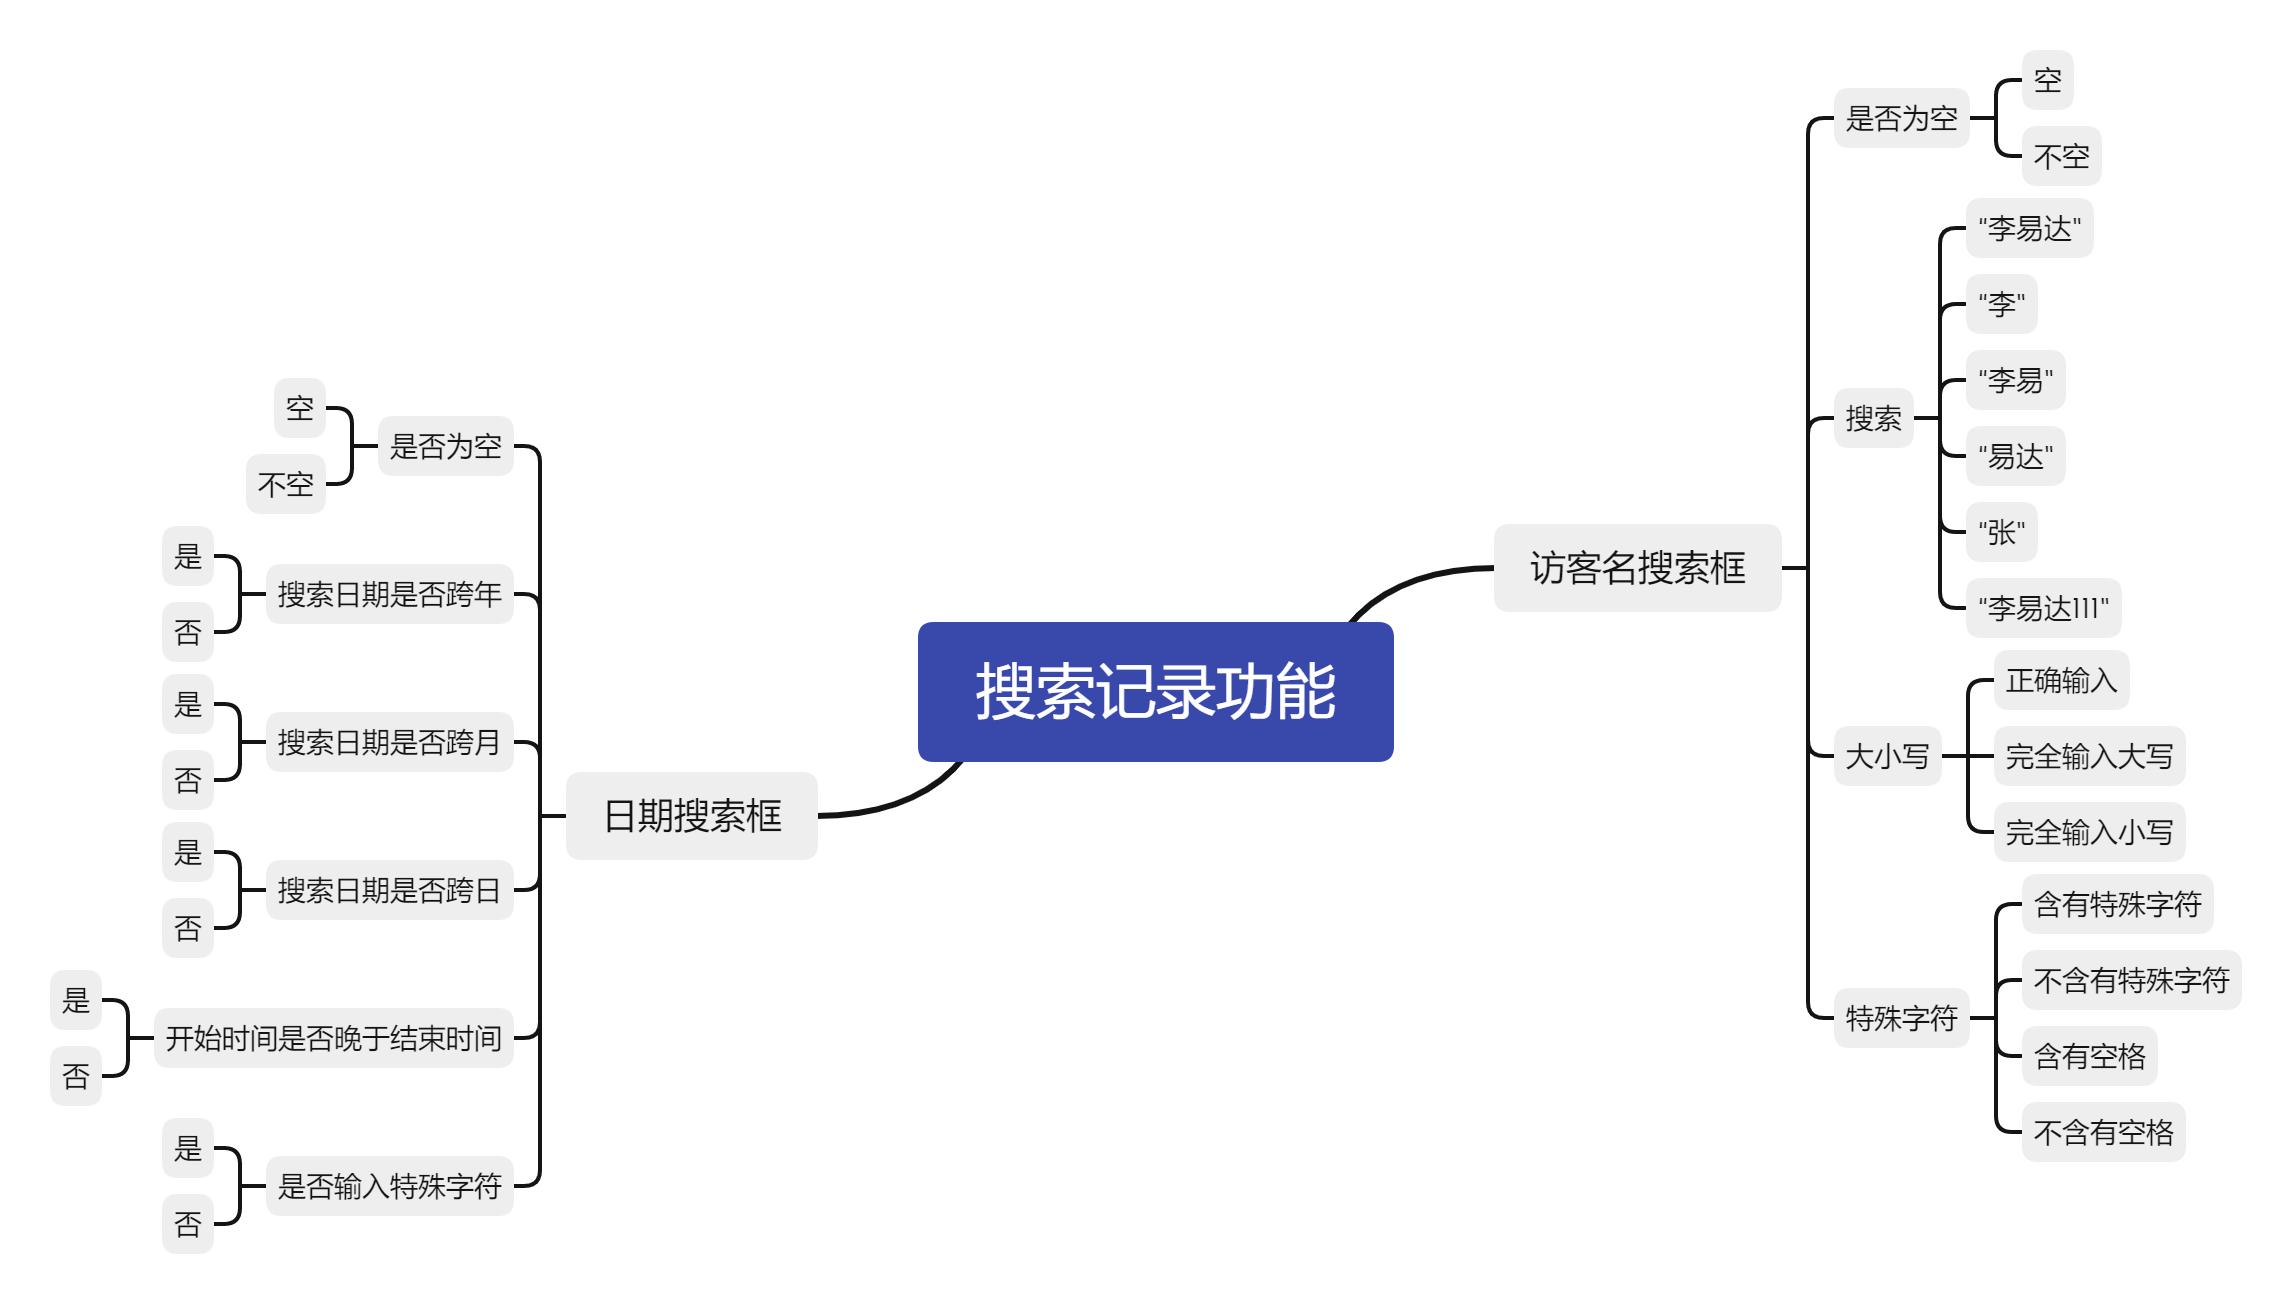 搜索记录功能
访客名搜索框
是否为空
空
不空
搜索
“李易达"
“李"
“李易"
“易达"
“张"
“李易达111"
大小写
正确输入
完全输入大写
完全输入小写
特殊字符
含有特殊字符
不含有特殊字符
含有空格
不含有空格
日期搜索框
是否为空
空
不空
搜索日期是否跨年
是
否
搜索日期是否跨月
是
否
搜索日期是否跨日
是
否
开始时间是否晚于结束时间
是
否
是否输入特殊字符
是
否